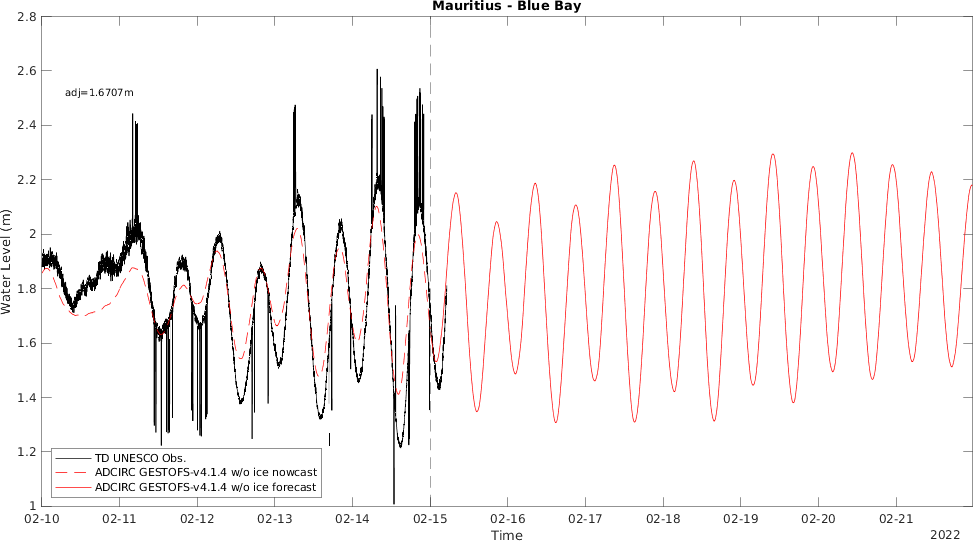 Mauritius - Blue Bay
2.8
2.6
2.4
2.2
2
1.8
1.6
1.4
1.2
1
Water Level (m)
adj=1.6707m
TD UNESCO Obs.
ADCIRC GESTOFS-v4.1.4 w/o ice nowcast
ADCIRC GESTOFS-v4.1.4 w/o ice forecast
02-10 02-11 02-12 02-13 02-14 02-15 02-16 02-17 02-18 02-19 02-20 02-21
Time
2022